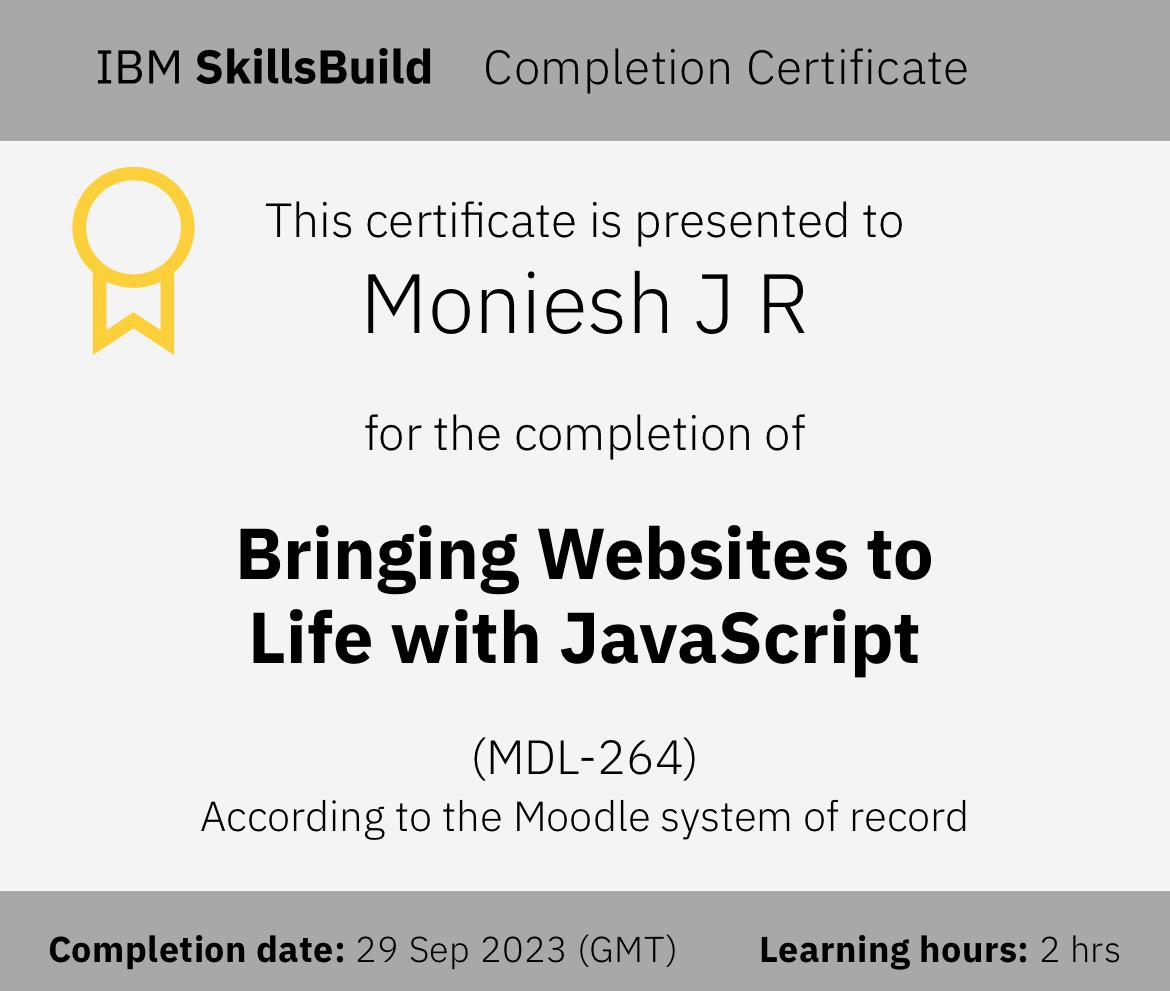 IBM SkillsBuild Completion Certificate
This certificate is presented to
Moniesh J R
for the completion of
Bringing Websites to
Life with JavaScript
(MDL-264)
According to the Moodle system of record
Completion date: 29 Sep 2023 (GMT) Learning hours: 2 hrs